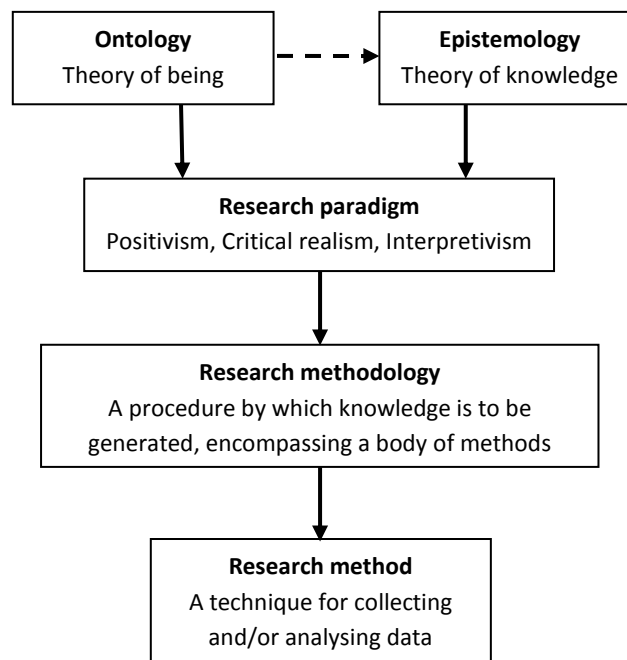 Ontology
Theory of being
Epistemology
Theory of knowledge
Research paradigm
Positivism, Critical realism, Interpretivism
Research methodology
A procedure by which knowledge is to be
generated, encompassing a body of methods
Research method
A technique for collecting
and/or analysing data